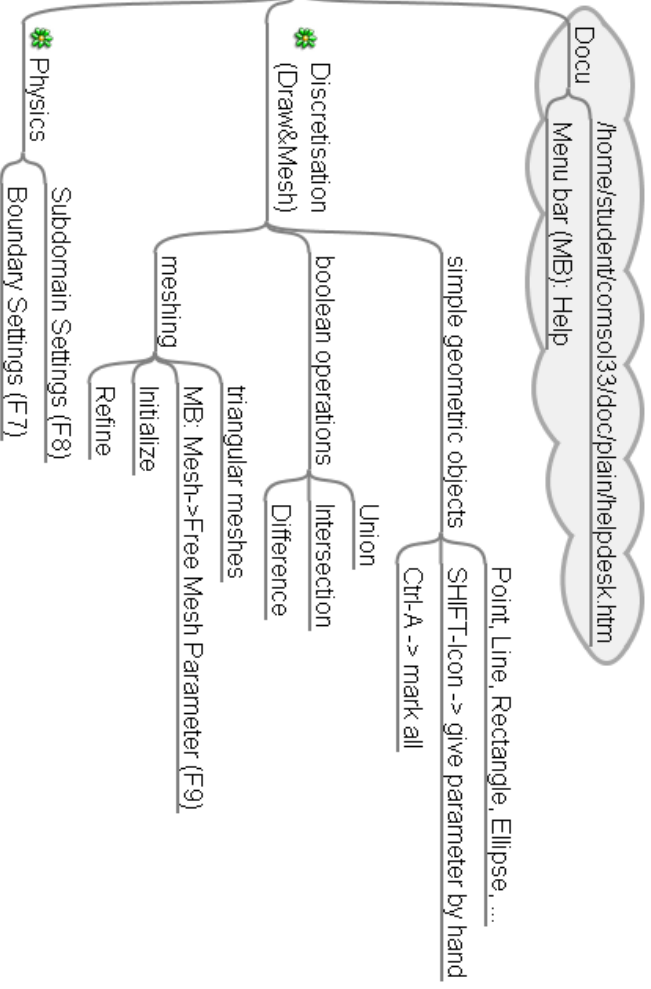 Docu
/home/student/comsol33/doc/plain/helpdesk.htm
Menu bar (MB): Help
Discretisation
(Draw&Mesh)
simple geometric objects
Point, Line, Rectangle, Ellipse, ...
SHIFT-Icon -> give parameter by hand
Ctrl-A -> mark all
boolean operations
Union
Intersection
Difference
meshing
triangular meshes
MB: Mesh->Free Mesh Parameter (F9)
Initialize
Refine
Physics
Subdomain Settings (F8)
Boundary Settings (F7)